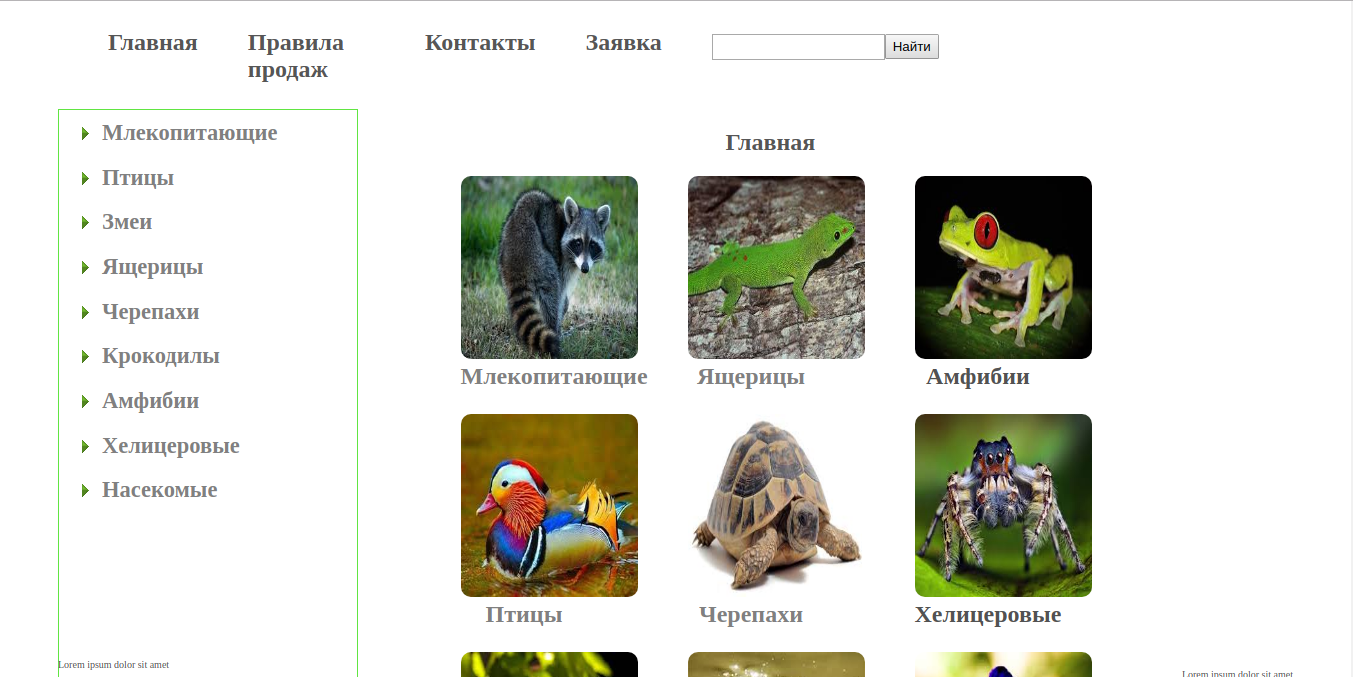 Главная
Правила
продаж
Контакты
Заявка
Найти
Млекопитающие
Птицы
Змеи
Ящерицы
Черепахи
Крокодилы
Амфибии
Хелицеровые
Насекомые
Главная
Млекопитающие
Ящерицы
Амфибии
Птицы
Черепахи
Хелицеровые
Lorem ipsum dolor sit amet
Lorem ipsum dolor sit amet